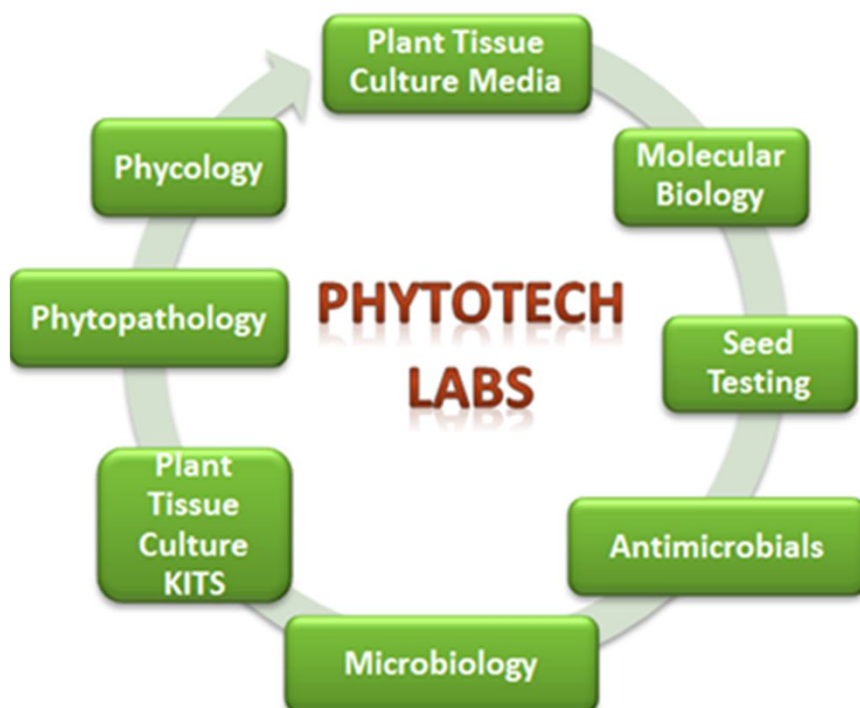 Plant Tissue
Culture Media
Molecular
Biology
Seed
Testing
Antimicrobials
Microbiology
Plant
Tissue
Culture
KITS
Phytopathology
Phycology
PHYTOTECH
LABS